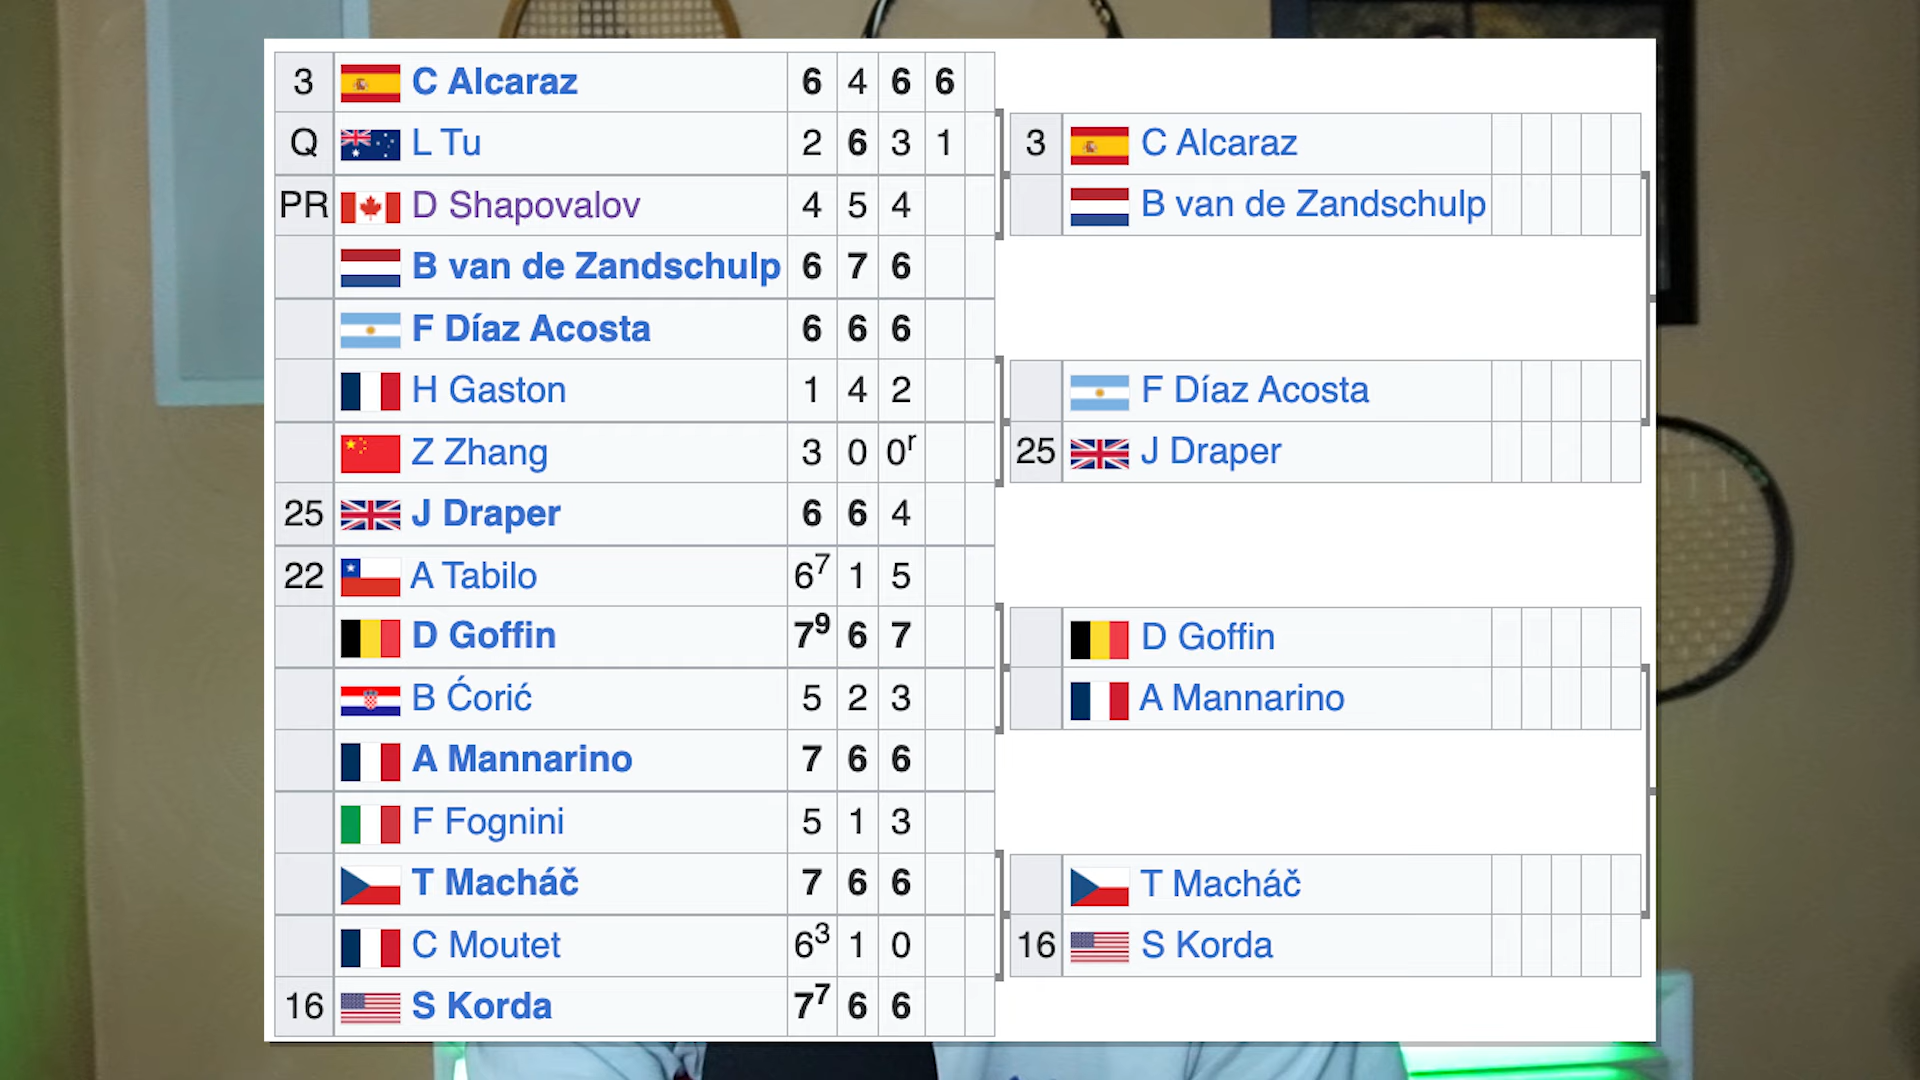 3 C Alcaraz 6 4 6 6
Q L Tu 2 6 3 1
PR D Shapovalov 4 5 4
B van de Zandschulp 6 7 6
F Díaz Acosta 6 6 6
H Gaston 1 4 2
Z Zhang 3 0 0r
25 J Draper 6 6 4
22 A Tabilo 67 1 5
D Goffin 79 6 7
B Ćorić 5 2 3
A Mannarino 7 6 6
F Fognini 5 1 3
T Macháč 7 6 6
C Moutet 63 1 0
16 S Korda 77 6 6
3 C Alcaraz
B van de Zandschulp
F Díaz Acosta
25 J Draper
D Goffin
A Mannarino
T Macháč
16 S Korda